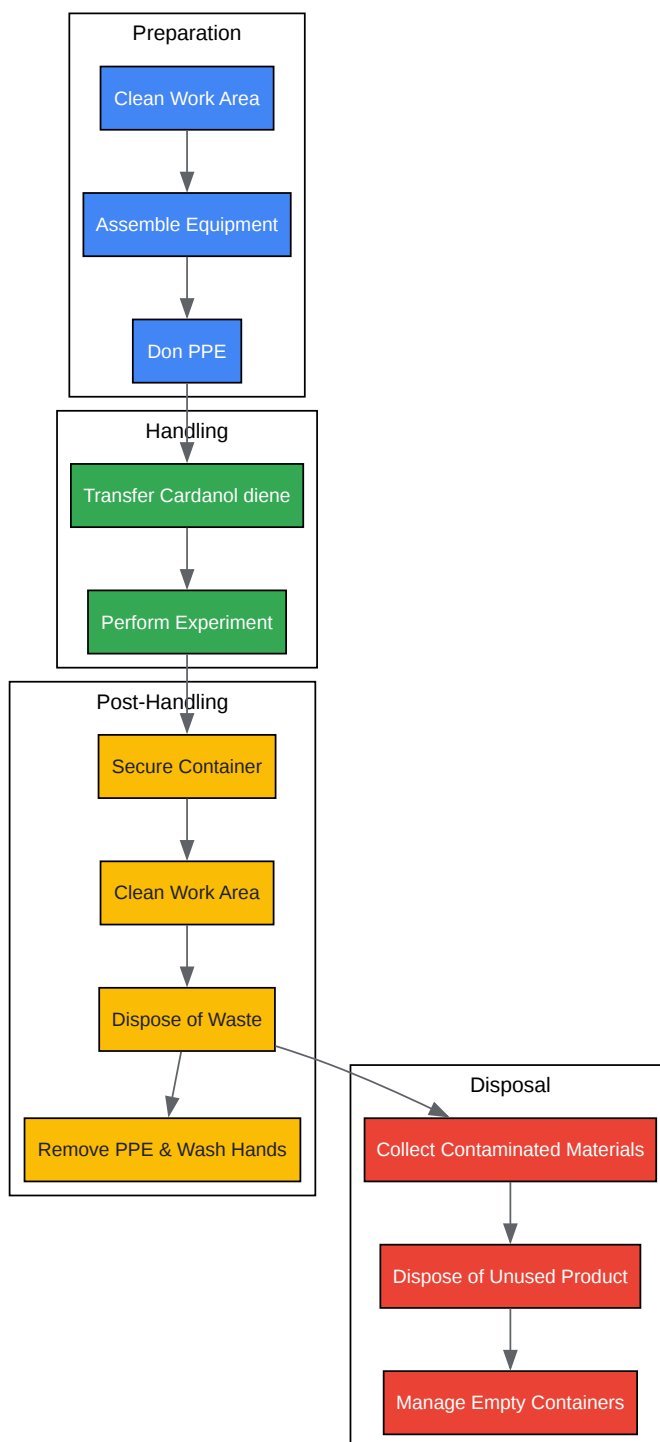 Preparation
Clean Work Area
Assemble Equipment
Don PPE
Handling
Transfer Cardanol diene
Perform Experiment
Post-Handling
Secure Container
Clean Work Area
Dispose of Waste
Remove PPE & Wash Hands
Disposal
Collect Contaminated Materials
Dispose of Unused Product
Manage Empty Containers